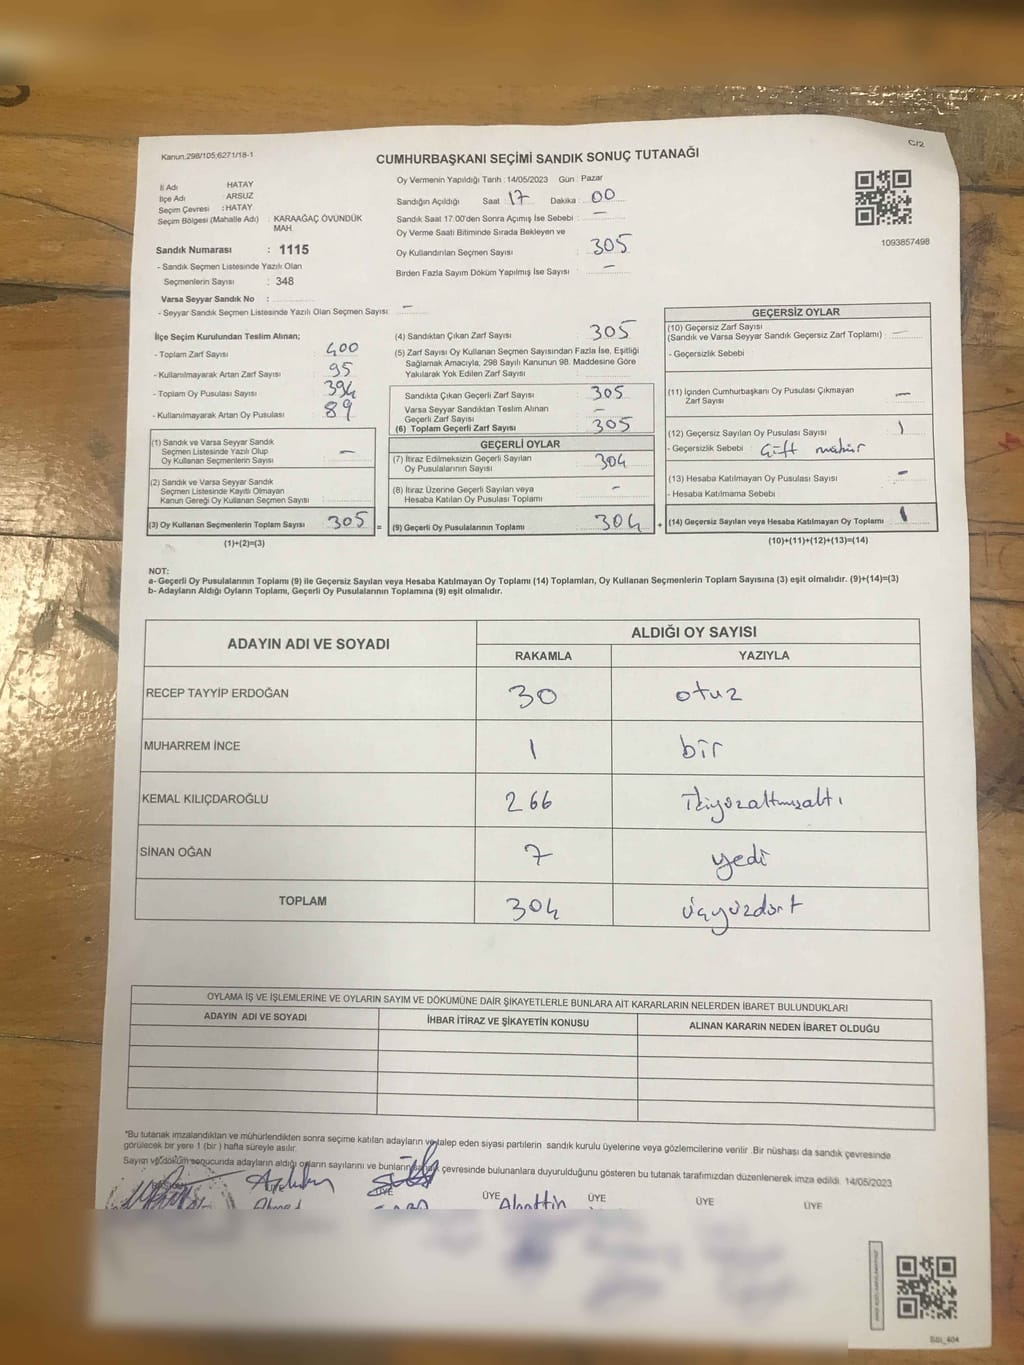 Kanun:298/105;6271/18-1
C/2
CUMHURBAŞKANI SEÇİMİ SANDIK SONUÇ TUTANAĞI
İl Adı HATAY
İlçe Adı : ARSUZ
Seçim Çevresi : HATAY
Seçim Bölgesi (Mahalle Adı) : KARAAĞAÇ ÖVÜNDÜK
MAH.
Sandık Numarası : 1115
- Sandık Seçmen Listesinde Yazılı Olan
Seçmenlerin Sayısı : 348
Varsa Seyyar Sandık No :
- Seyyar Sandık Seçmen Listesinde Yazılı Olan Seçmen Sayısı: –
Oy Vermenin Yapıldığı Tarih :14/05/2023 Gün : Pazar
Sandığın Açıldığı Saat : 17 Dakika : 00
Sandık Saat 17:00'den Sonra Açımış İse Sebebi : –
Oy Verme Saati Bitiminde Sırada Bekleyen ve
Oy Kullandırılan Seçmen Sayısı : 305
Birden Fazla Sayım Döküm Yapılmış İse Sayısı : –
1093857498
İlçe Seçim Kurulundan Teslim Alınan;
- Toplam Zarf Sayısı : 400
- Kullanılmayarak Artan Zarf Sayısı : 95
- Toplam Oy Pusulası Sayısı : 394
- Kullanılmayarak Artan Oy Pusulası : 89
(1) Sandık ve Varsa Seyyar Sandık
Seçmen Listesinde Yazılı Olup
Oy Kullanan Seçmenlerin Sayısı : –
(2) Sandık ve Varsa Seyyar Sandık
Seçmen Listesinde Kayıtlı Olmayan
Kanun Gereği Oy Kullanan Seçmen Sayısı :
(3) Oy Kullanan Seçmenlerin Toplam Sayısı : 305 =
(1)+(2)=(3)
(4) Sandıktan Çıkan Zarf Sayısı : 305
(5) Zarf Sayısı Oy Kullanan Seçmen Sayısından Fazla İse, Eşitliği
Sağlamak Amacıyla, 298 Sayılı Kanunun 98. Maddesine Göre
Yakılarak Yok Edilen Zarf Sayısı :
Sandıkta Çıkan Geçerli Zarf Sayısı : 305
Varsa Seyyar Sandıktan Teslim Alınan
Geçerli Zarf Sayısı : –
(6) Toplam Geçerli Zarf Sayısı : 305
GEÇERLİ OYLAR
(7) İtiraz Edilmeksizin Geçerli Sayılan
Oy Pusulalarının Sayısı : 304
(8) İtiraz Üzerine Geçerli Sayılan veya
Hesaba Katılan Oy Pusulası Toplamı : –
(9) Geçerli Oy Pusulalarının Toplamı : 304 +
GEÇERSİZ OYLAR
(10) Geçersiz Zarf Sayısı
(Sandık ve Varsa Seyyar Sandık Geçersiz Zarf Toplamı) : –
- Geçersizlik Sebebi
(11) İçinden Cumhurbaşkanı Oy Pusulası Çıkmayan
Zarf Sayısı : –
(12) Geçersiz Sayılan Oy Pusulası Sayısı : 1
- Geçersizlik Sebebi : Çift mühür
(13) Hesaba Katılmayan Oy Pusulası Sayısı : –
- Hesaba Katılmama Sebebi :
(14) Geçersiz Sayılan veya Hesaba Katılmayan Oy Toplamı : 1
(10)+(11)+(12)+(13)=(14)
NOT:
a- Geçerli Oy Pusulalarının Toplamı (9) ile Geçersiz Sayılan veya Hesaba Katılmayan Oy Toplamı (14) Toplamları, Oy Kullanan Seçmenlerin Toplam Sayısına (3) eşit olmalıdır. (9)+(14)=(3)
b- Adayların Aldığı Oyların Toplamı, Geçerli Oy Pusulalarının Toplamına (9) eşit olmalıdır.
ADAYIN ADI VE SOYADI ALDIĞI OY SAYISI
RAKAMLA YAZIYLA
RECEP TAYYİP ERDOĞAN 30 otuz
MUHARREM İNCE 1 bir
KEMAL KILIÇDAROĞLU 266 İkiyüzaltmışaltı
SİNAN OĞAN 7 yedi
TOPLAM 304 üçyüzdört
OYLAMA İŞ VE İŞLEMLERİNE VE OYLARIN SAYIM VE DÖKÜMÜNE DAİR ŞİKAYETLERLE BUNLARA AİT KARARLARIN NELERDEN İBARET BULUNDUKLARI
ADAYIN ADI VE SOYADI İHBAR İTİRAZ VE ŞİKAYETİN KONUSU ALINAN KARARIN NEDEN İBARET OLDUĞU
*Bu tutanak imzalandıktan ve mühürlendikten sonra seçime katılan adayların ve talep eden siyasi partilerin sandık kurulu üyelerine veya gözlemcilerine verilir .Bir nüshası da sandık çevresinde
görülecek bir yere 1 (bir ) hafta süreyle asılır.
Sayım ve döküm sonucunda adayların aldığı oyların sayılarını ve bunların sandık çevresinde bulunanlara duyurulduğunu gösteren bu tutanak tarafımızdan düzenlenerek imza edildi. 14/05/2023
BAŞKAN ÜYE ÜYE ÜYE ÜYE ÜYE ÜYE
Ahmet Alaattin